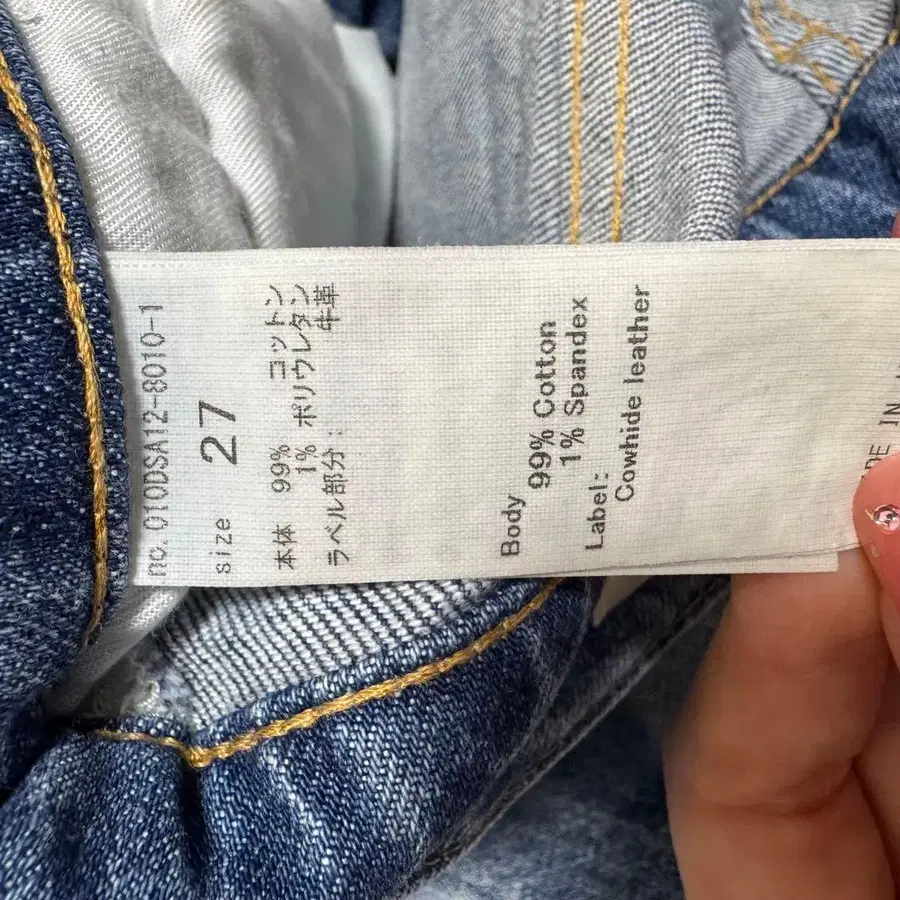 no.010DSA12-8010-1
size 27
本体 99% コットン
1% ポリウレタン
ラベル部分: 牛革
Body
99% Cotton
1% Spandex
Label:
Cowhide leather
IN